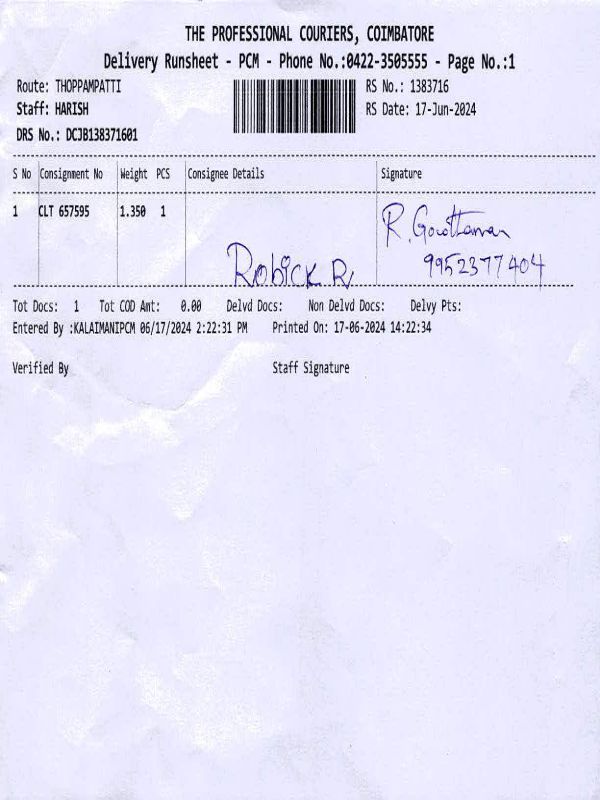 THE PROFESSIONAL COURIERS, COIMBATORE
Delivery Runsheet - PCM - Phone No.:0422-3505555 - Page No.:1
Route: THOPPAMPATTI
RS No.: 1383716
Staff: HARISH
RS Date: 17-Jun-2024
DRS No.: DCJB138371601
S No Consignment No Weight PCS Consignee Details Signature
1 CLT 657595 1.350 1
R.
Robick R
9952377404
Tot Docs: 1 Tot COD Amt: 0.00 Delvd Docs: Non Delvd Docs: Delvy Pts:
Entered By :KALAIMANIPCM 06/17/2024 2:22:31 PM Printed On: 17-06-2024 14:22:34
Verified By Staff Signature